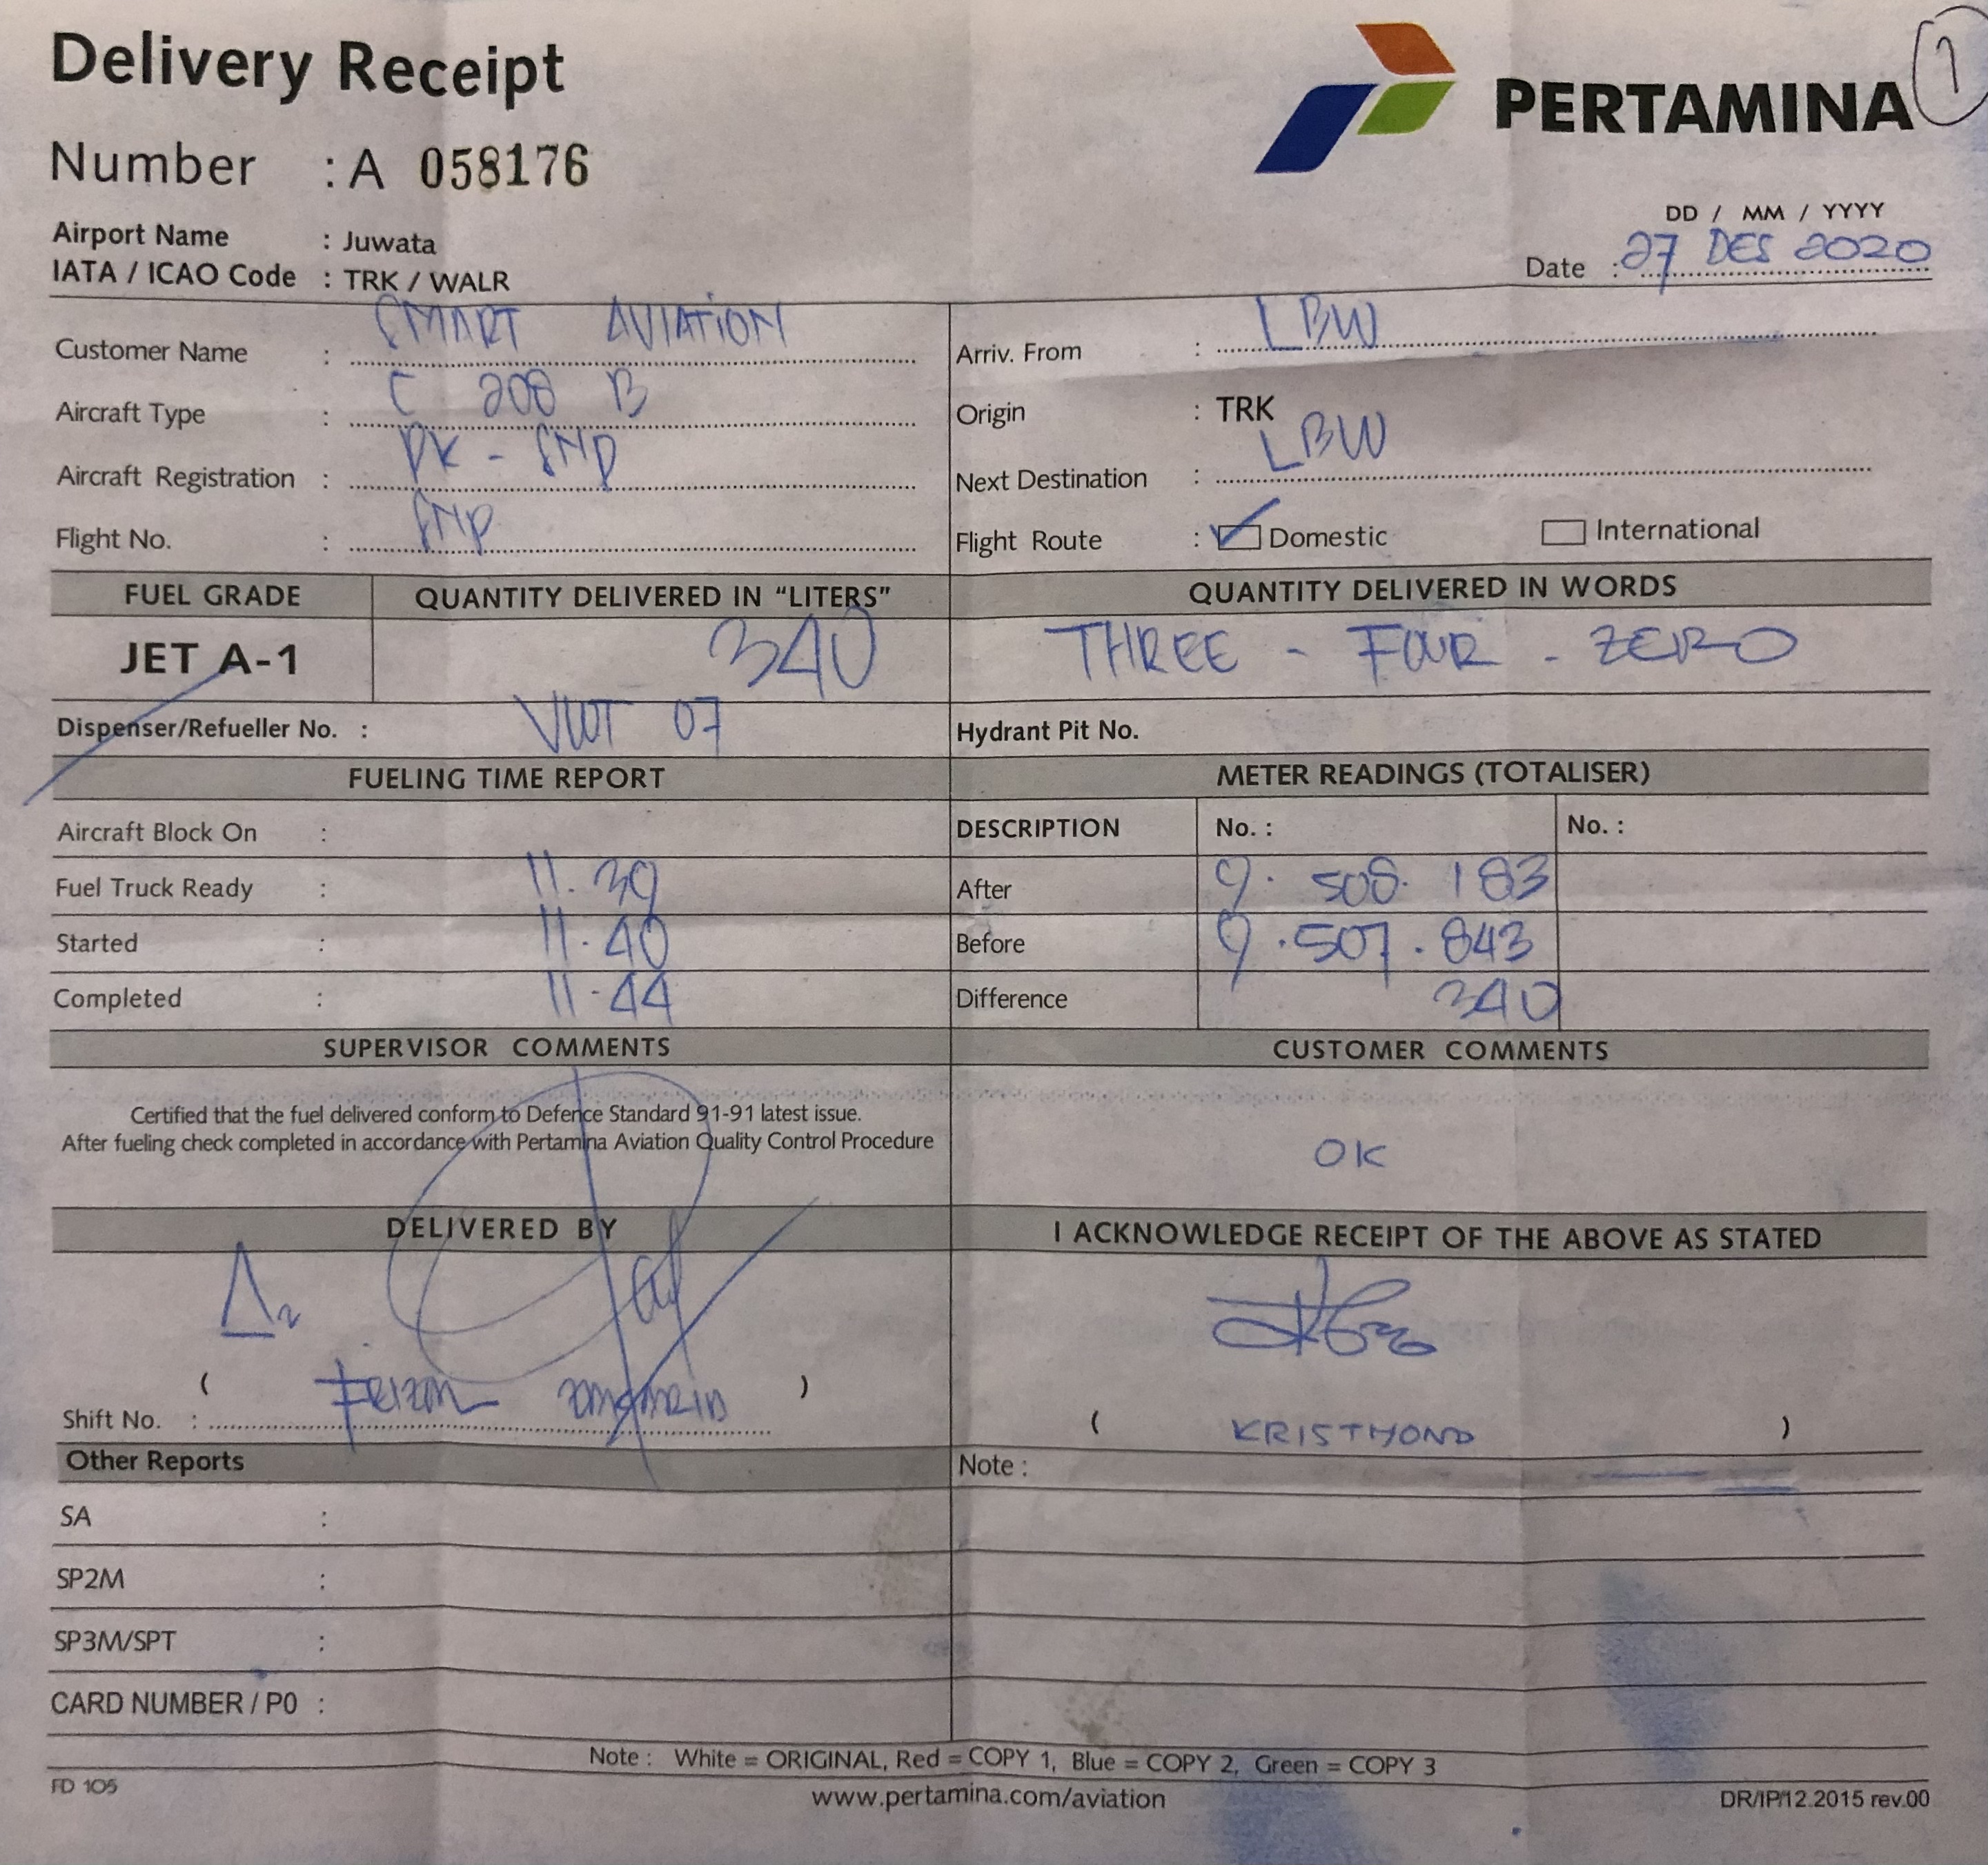 Delivery Receipt
PERTAMINA
1
Number : A 058176
DD / MM / YYYY
Airport Name : Juwata
Date : 27 DES 2020
IATA / ICAO Code : TRK / WALR
Customer Name : SMART AVIATION
Arriv. From : LBW
Aircraft Type : C 208 B
Origin : TRK
Aircraft Registration : PK - SNP
Next Destination : LBW
Flight No. : SNP
Flight Route : Domestic International
FUEL GRADE QUANTITY DELIVERED IN “LITERS” QUANTITY DELIVERED IN WORDS
JET A-1 340 THREE - FOUR - ZERO
Dispenser/Refueller No. : 07
Hydrant Pit No.
FUELING TIME REPORT METER READINGS (TOTALISER)
Aircraft Block On :
DESCRIPTION No. : No. :
Fuel Truck Ready : 11.39
After 9.508.183
Started : 11.40
Before 9.507.843
Completed : 11.44
Difference 340
SUPERVISOR COMMENTS CUSTOMER COMMENTS
Certified that the fuel delivered conform to Defence Standard 91-91 latest issue.
After fueling check completed in accordance with Pertamina Aviation Quality Control Procedure
OK
DELIVERED BY I ACKNOWLEDGE RECEIPT OF THE ABOVE AS STATED
( )
Shift No. :
( KRISTMOND )
Other Reports Note :
SA :
SP2M :
SP3M/SPT :
CARD NUMBER / P0 :
Note : White = ORIGINAL, Red = COPY 1, Blue = COPY 2, Green = COPY 3
FD 105 www.pertamina.com/aviation DR/IP/12.2015 rev.00